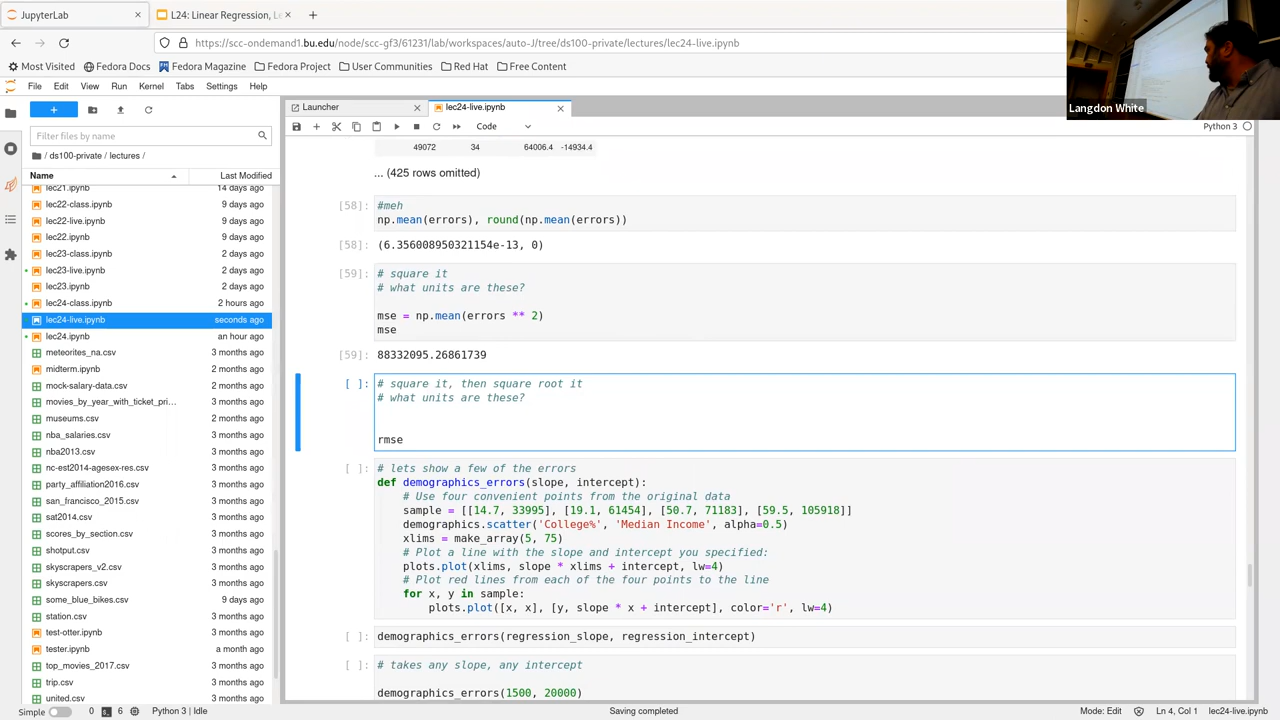 JupyterLab
L24: Linear Regression, Le
https://scc-ondemand1.bu.edu/node/scc-gf3/61231/lab/workspaces/auto-J/tree/ds100-private/lectures/lec24-live.ipynb
Most Visited
Fedora Docs
Fedora Magazine
Fedora Project
User Communities
Red Hat
Free Content
Langdon White
File Edit View Run Kernel Tabs Settings Help
Launcher
lec24-live.ipynb
Code
Python 3
Filter files by name
/ ds100-private / lectures /
Name Last Modified
lec21.ipynb 14 days ago
lec22-class.ipynb 9 days ago
lec22-live.ipynb 9 days ago
lec22.ipynb 9 days ago
lec23-class.ipynb 2 days ago
lec23-live.ipynb 2 days ago
lec23.ipynb 2 days ago
lec24-class.ipynb 2 hours ago
lec24-live.ipynb seconds ago
lec24.ipynb an hour ago
meteorites_na.csv 3 months ago
midterm.ipynb 2 months ago
mock-salary-data.csv 2 months ago
movies_by_year_with_ticket_pri... 3 months ago
museums.csv 2 months ago
nba_salaries.csv 3 months ago
nba2013.csv 3 months ago
nc-est2014-agesex-res.csv 3 months ago
party_affiliation2016.csv 3 months ago
san_francisco_2015.csv 3 months ago
sat2014.csv 3 months ago
scores_by_section.csv 3 months ago
shotput.csv 3 months ago
skyscrapers_v2.csv 3 months ago
skyscrapers.csv 3 months ago
some_blue_bikes.csv 9 days ago
station.csv 3 months ago
test-otter.ipynb 3 months ago
tester.ipynb a month ago
top_movies_2017.csv 3 months ago
trip.csv 3 months ago
united.csv 3 months ago
49072 34 64006.4 -14934.4
... (425 rows omitted)
[58]: #meh
np.mean(errors), round(np.mean(errors))
[58]: (6.356008950321154e-13, 0)
[59]: # square it
# what units are these?
mse = np.mean(errors ** 2)
mse
[59]: 88332095.26861739
[ ]: # square it, then square root it
# what units are these?
rmse
[ ]: # lets show a few of the errors
def demographics_errors(slope, intercept):
# Use four convenient points from the original data
sample = [[14.7, 33995], [19.1, 61454], [50.7, 71183], [59.5, 105918]]
demographics.scatter('College%', 'Median Income', alpha=0.5)
xlims = make_array(5, 75)
# Plot a line with the slope and intercept you specified:
plots.plot(xlims, slope * xlims + intercept, lw=4)
# Plot red lines from each of the four points to the line
for x, y in sample:
plots.plot([x, x], [y, slope * x + intercept], color='r', lw=4)
[ ]: demographics_errors(regression_slope, regression_intercept)
[ ]: # takes any slope, any intercept
demographics_errors(1500, 20000)
Simple 0 6 Python 3 | Idle Saving completed Mode: Edit Ln 4, Col 1 lec24-live.ipynb